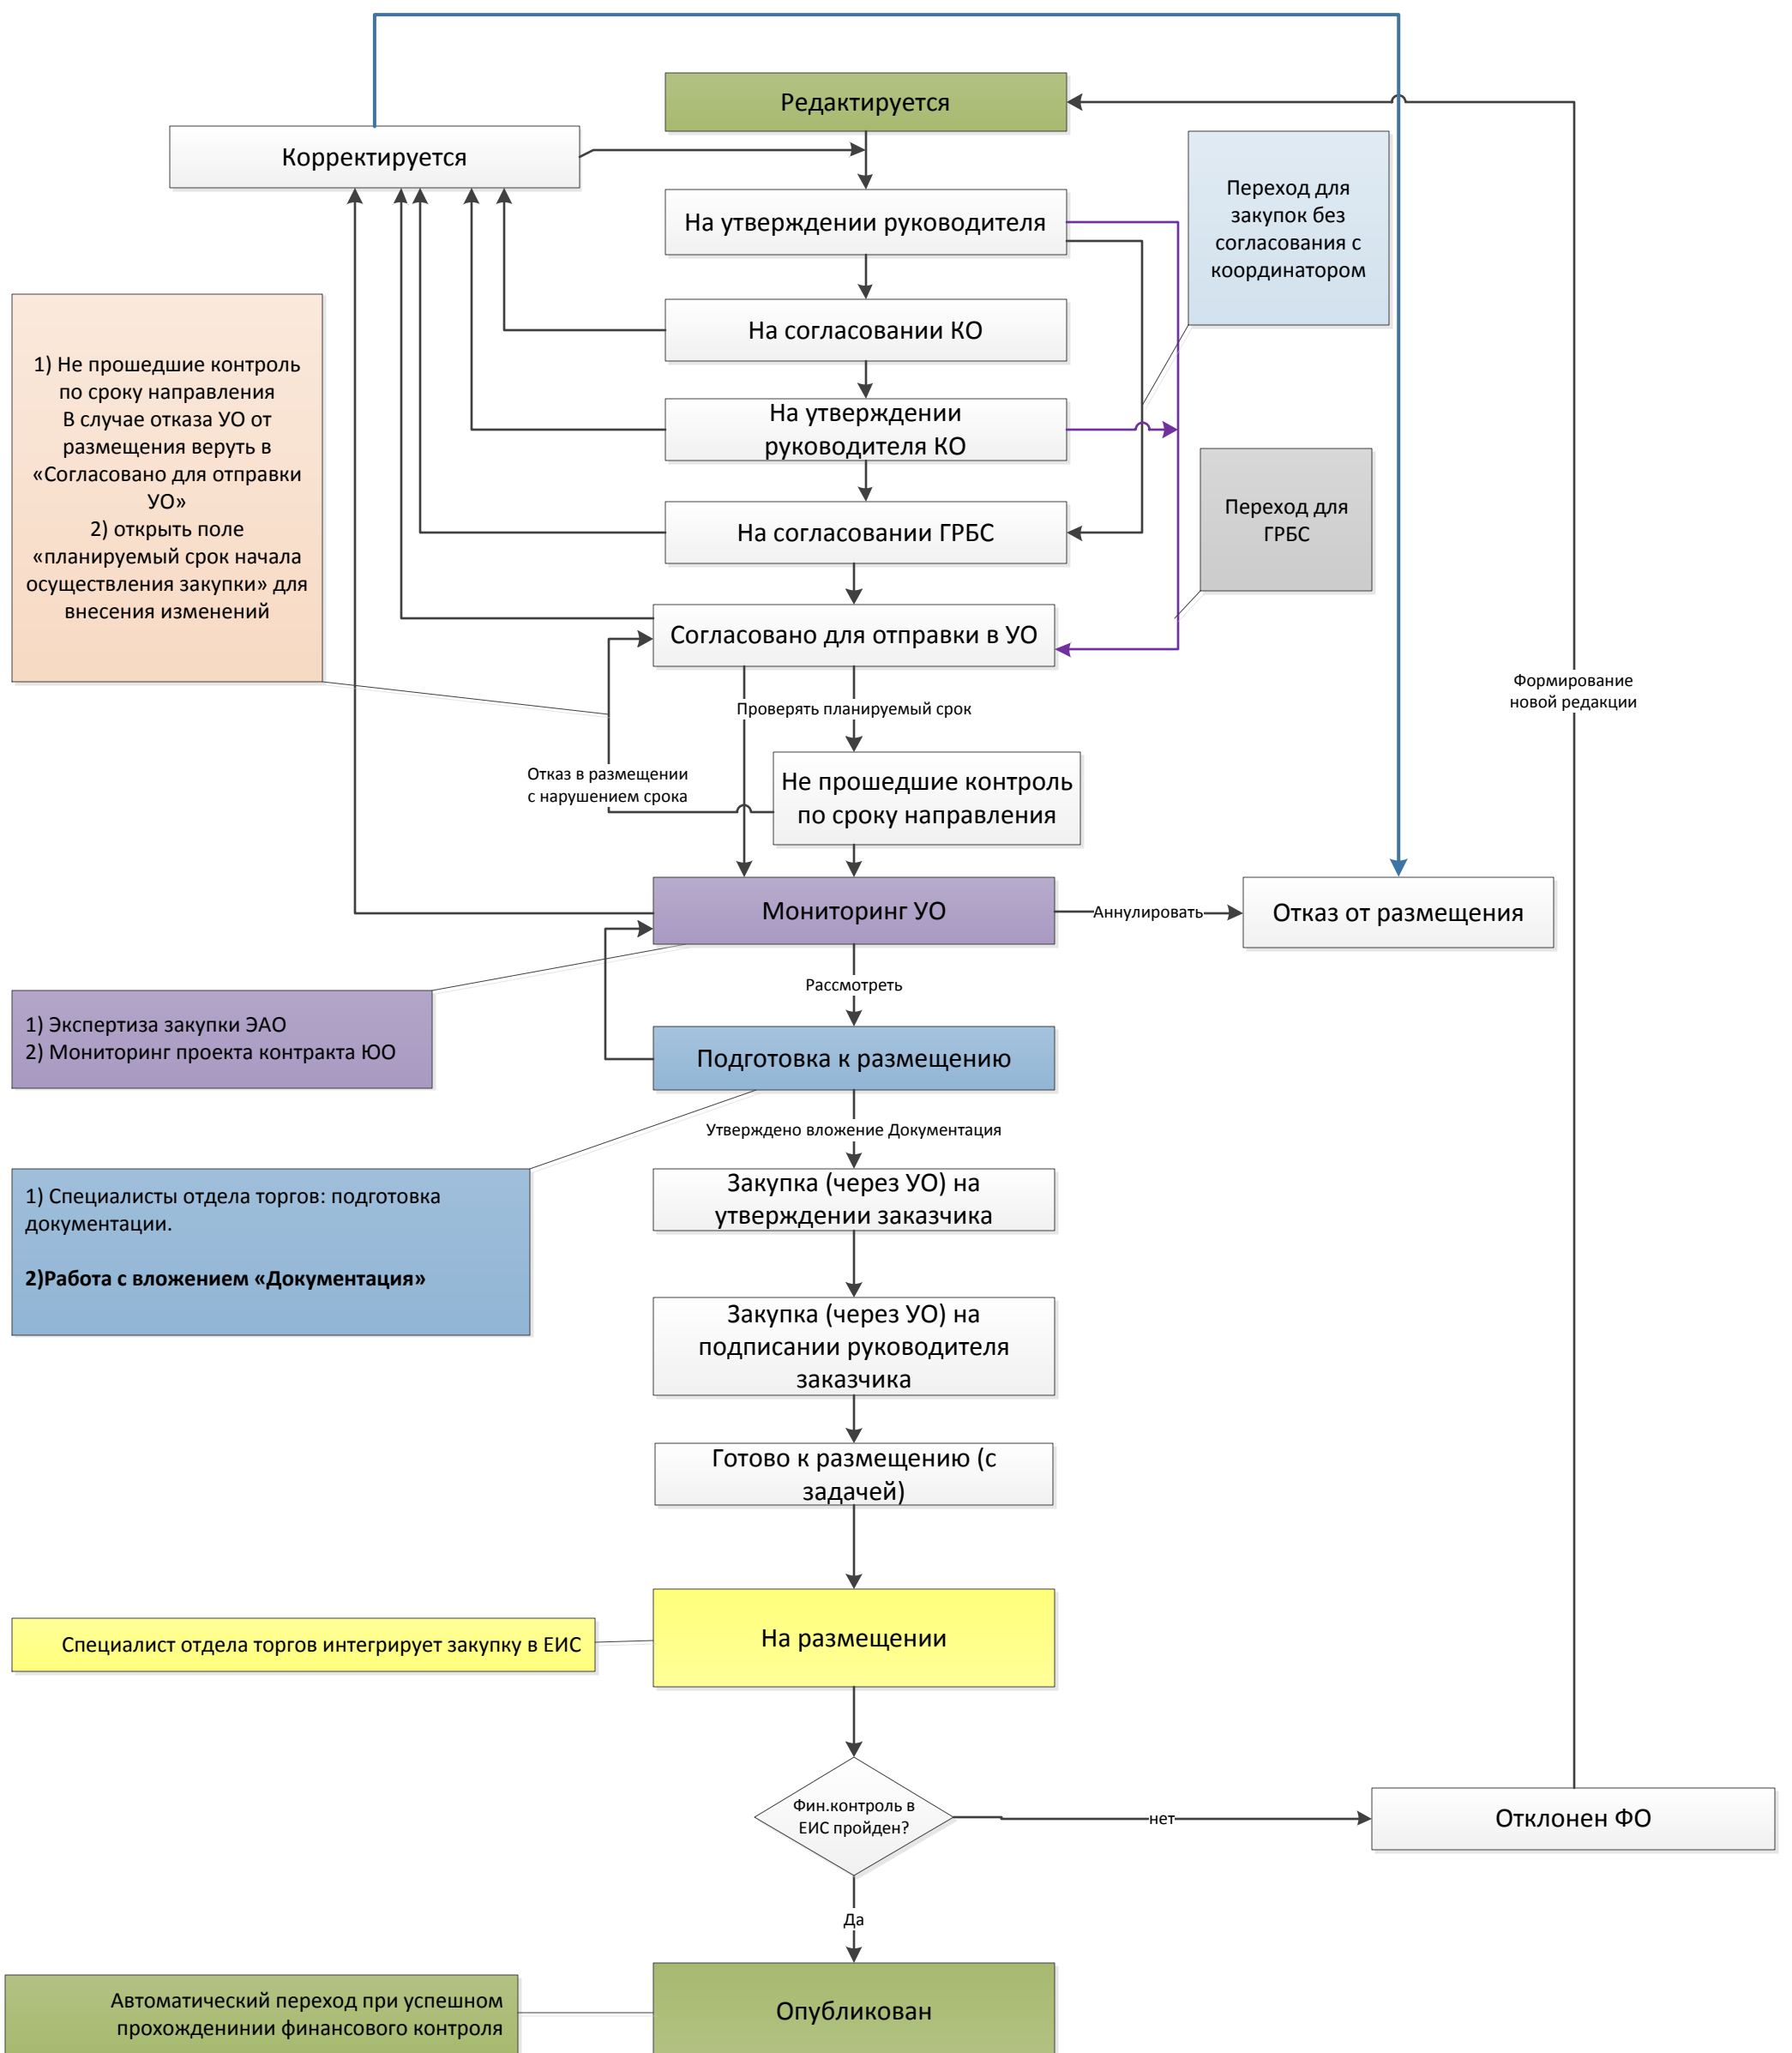 Редактируется
Корректируется
На утверждении руководителя
Переход для
закупок без
согласования с
координатором
На согласовании КО
1) Не прошедшие контроль
по сроку направления
В случае отказа УО от
размещения веруть в
«Согласовано для отправки
УО»
2) открыть поле
«планируемый срок начала
осуществления закупки» для
внесения изменений
На утверждении
руководителя КО
На согласовании ГРБС
Переход для
ГРБС
Согласовано для отправки в УО
Формирование
новой редакции
Проверять планируемый срок
Отказ в размещении
с нарушением срока
Не прошедшие контроль
по сроку направления
Мониторинг УО
Аннулировать
Отказ от размещения
Рассмотреть
1) Экспертиза закупки ЭАО
2) Мониторинг проекта контракта ЮО
Подготовка к размещению
Утверждено вложение Документация
1) Специалисты отдела торгов: подготовка
документации.
2)Работа с вложением «Документация»
Закупка (через УО) на
утверждении заказчика
Закупка (через УО) на
подписании руководителя
заказчика
Готово к размещению (с
задачей)
На размещении
Специалист отдела торгов интегрирует закупку в ЕИС
Фин.контроль в
ЕИС пройден?
нет
Отклонен ФО
Да
Опубликован
Автоматический переход при успешном
прохожденинии финансового контроля